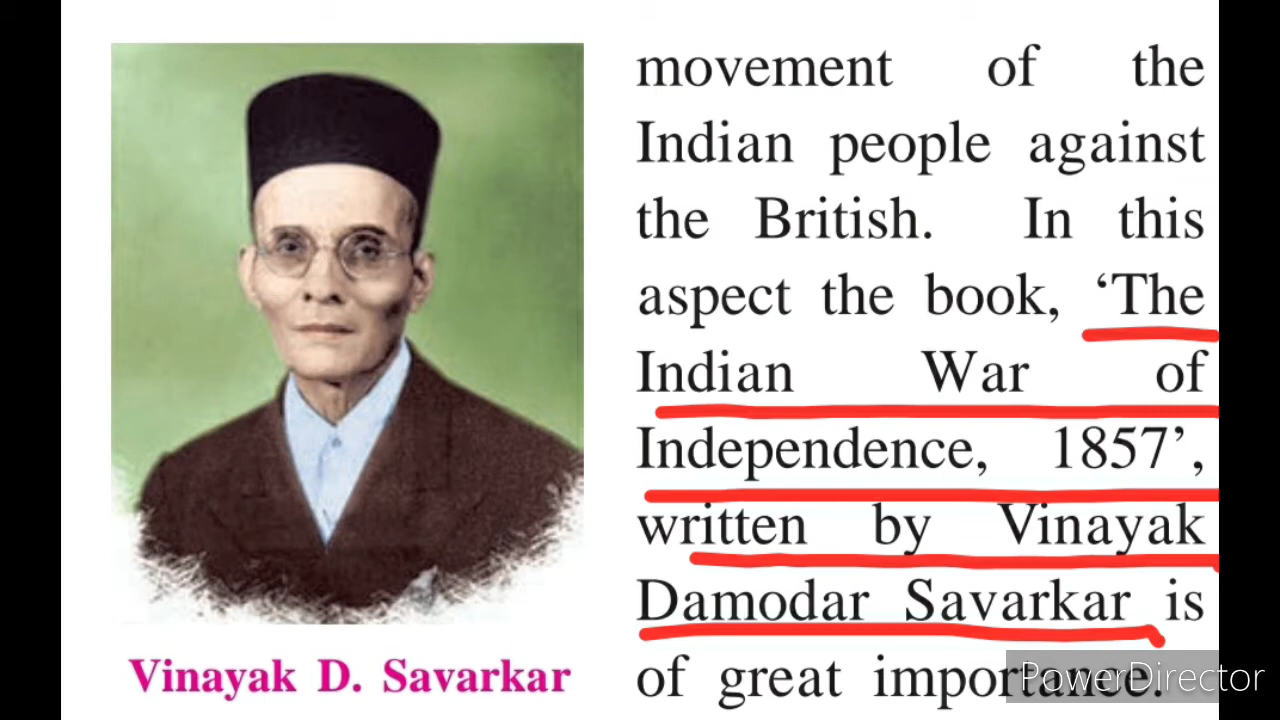 movement of the
Indian people against
the British. In this
aspect the book, ‘The
Indian War of
Independence, 1857’,
written by Vinayak
Damodar Savarkar is
of great importance.
Vinayak D. Savarkar
PowerDirector